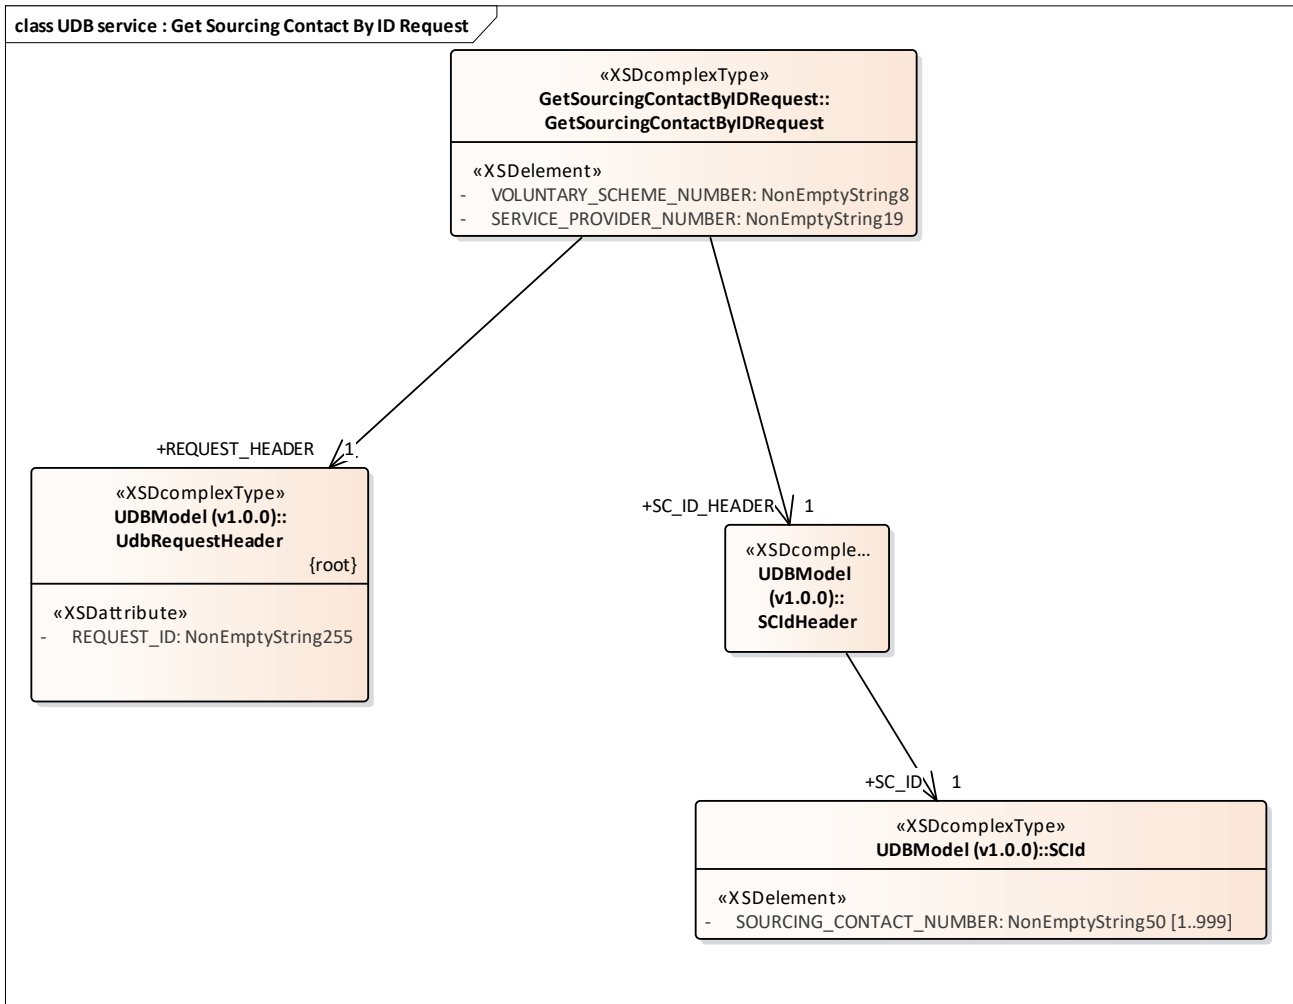 class UDB service : Get Sourcing Contact By ID Request
«XSDcomplexType»
GetSourcingContactByIDRequest::
GetSourcingContactByIDRequest
«XSDelement»
- VOLUNTARY_SCHEME_NUMBER: NonEmptyString8
- SERVICE_PROVIDER_NUMBER: NonEmptyString19
+REQUEST_HEADER 1
«XSDcomplexType»
UDBModel (v1.0.0)::
UdbRequestHeader
{root}
«XSDattribute»
- REQUEST_ID: NonEmptyString255
+SC_ID_HEADER 1
«XSDcomple...
UDBModel
(v1.0.0)::
SCIdHeader
+SC_ID 1
«XSDcomplexType»
UDBModel (v1.0.0)::SCId
«XSDelement»
- SOURCING_CONTACT_NUMBER: NonEmptyString50 [1..999]